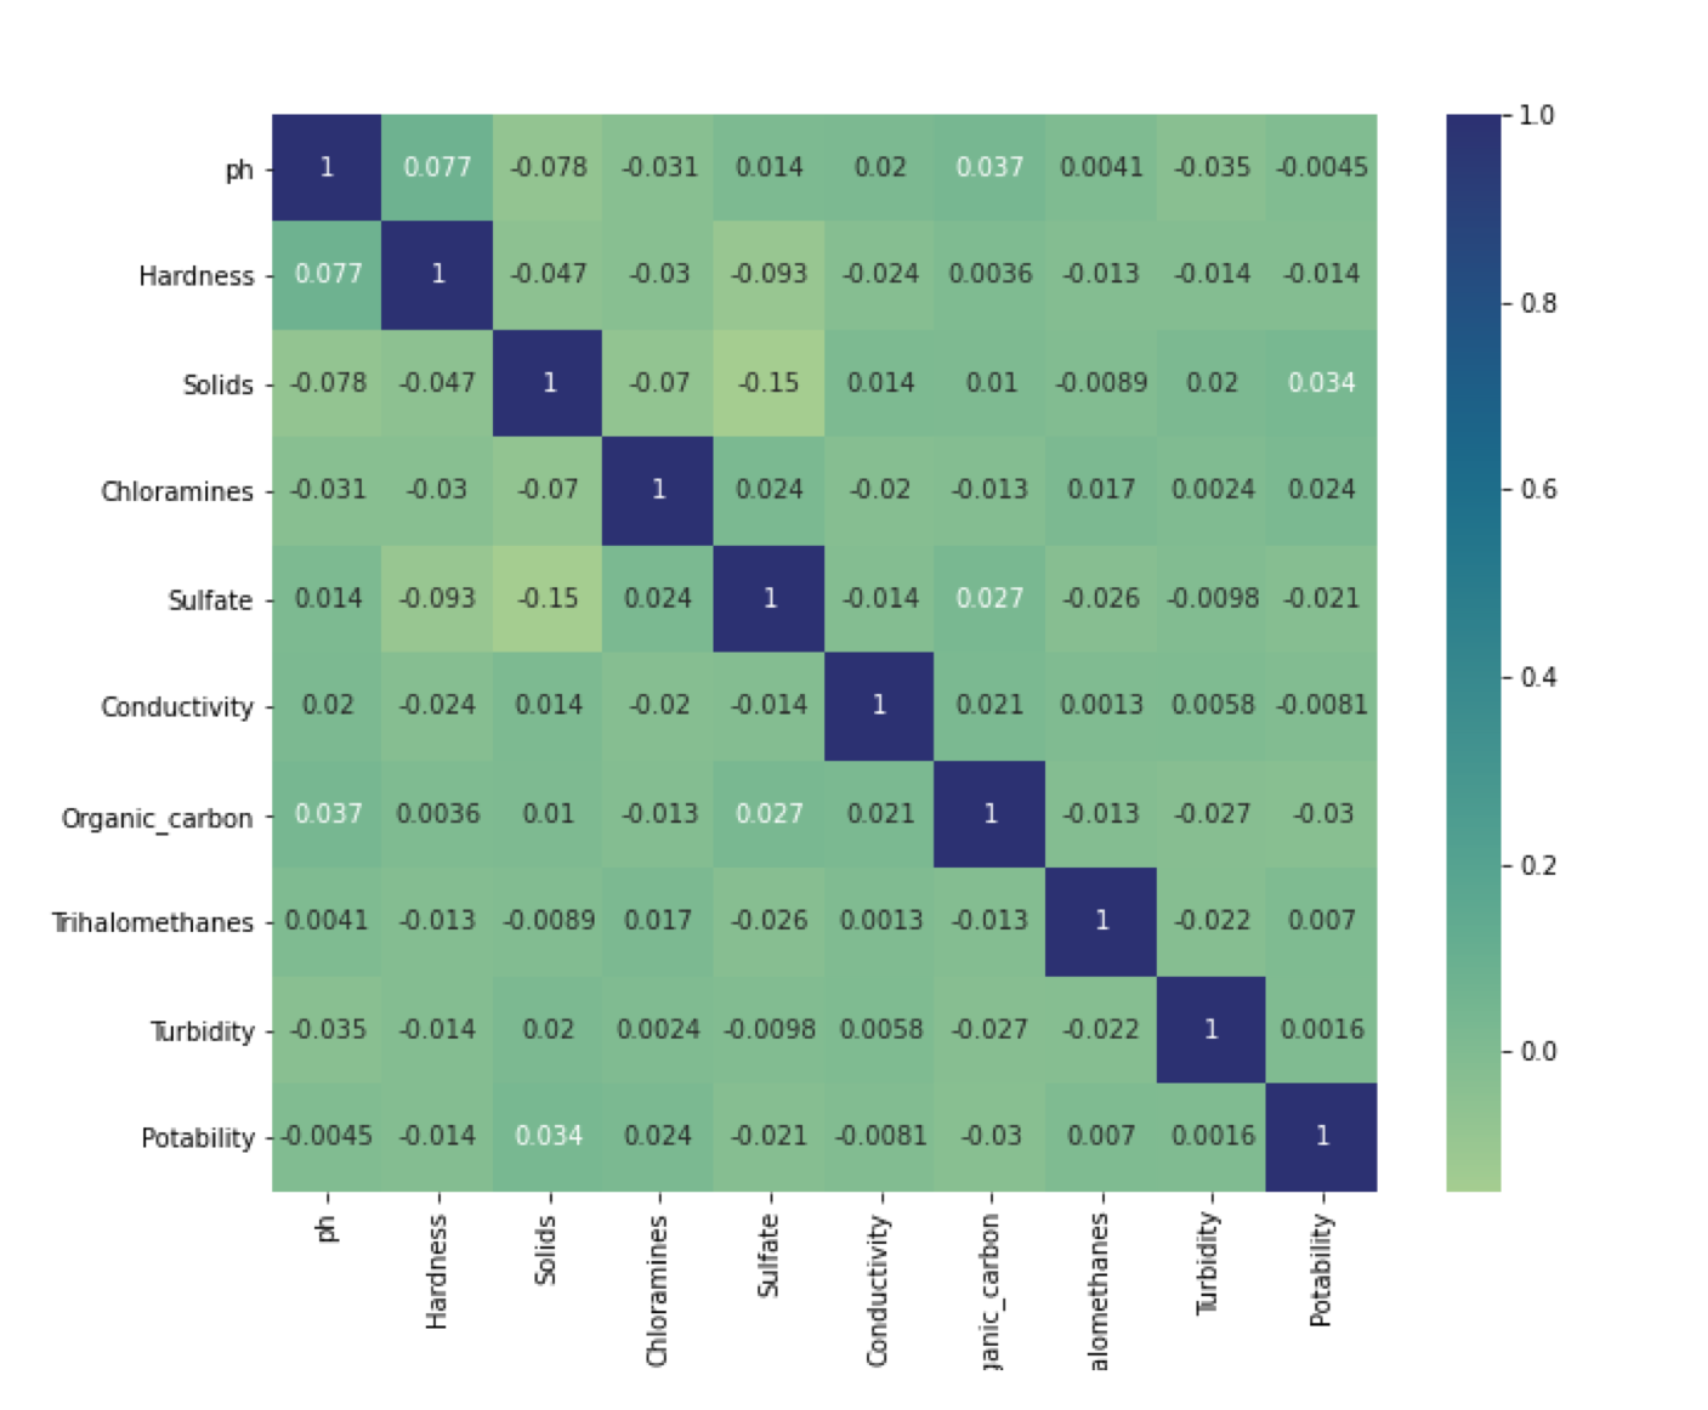 1.0
ph 1 0.077 -0.078 -0.031 0.014 0.02 0.037 0.0041 -0.035 -0.0045
Hardness 0.077 1 -0.047 -0.03 -0.093 -0.024 0.0036 -0.013 -0.014 -0.014
0.8
Solids -0.078 -0.047 1 -0.07 -0.15 0.014 0.01 -0.0089 0.02 0.034
Chloramines -0.031 -0.03 -0.07 1 0.024 -0.02 -0.013 0.017 0.0024 0.024
0.6
Sulfate 0.014 -0.093 -0.15 0.024 1 -0.014 0.027 -0.026 -0.0098 -0.021
0.4
Conductivity 0.02 -0.024 0.014 -0.02 -0.014 1 0.021 0.0013 0.0058 -0.0081
Organic_carbon 0.037 0.0036 0.01 -0.013 0.027 0.021 1 -0.013 -0.027 -0.03
0.2
Trihalomethanes 0.0041 -0.013 -0.0089 0.017 -0.026 0.0013 -0.013 1 -0.022 0.007
Turbidity -0.035 -0.014 0.02 0.0024 -0.0098 0.0058 -0.027 -0.022 1 0.0016
0.0
Potability -0.0045 -0.014 0.034 0.024 -0.021 -0.0081 -0.03 0.007 0.0016 1
ph
Hardness
Solids
Chloramines
Sulfate
Conductivity
ganic_carbon
alomethanes
Turbidity
Potability